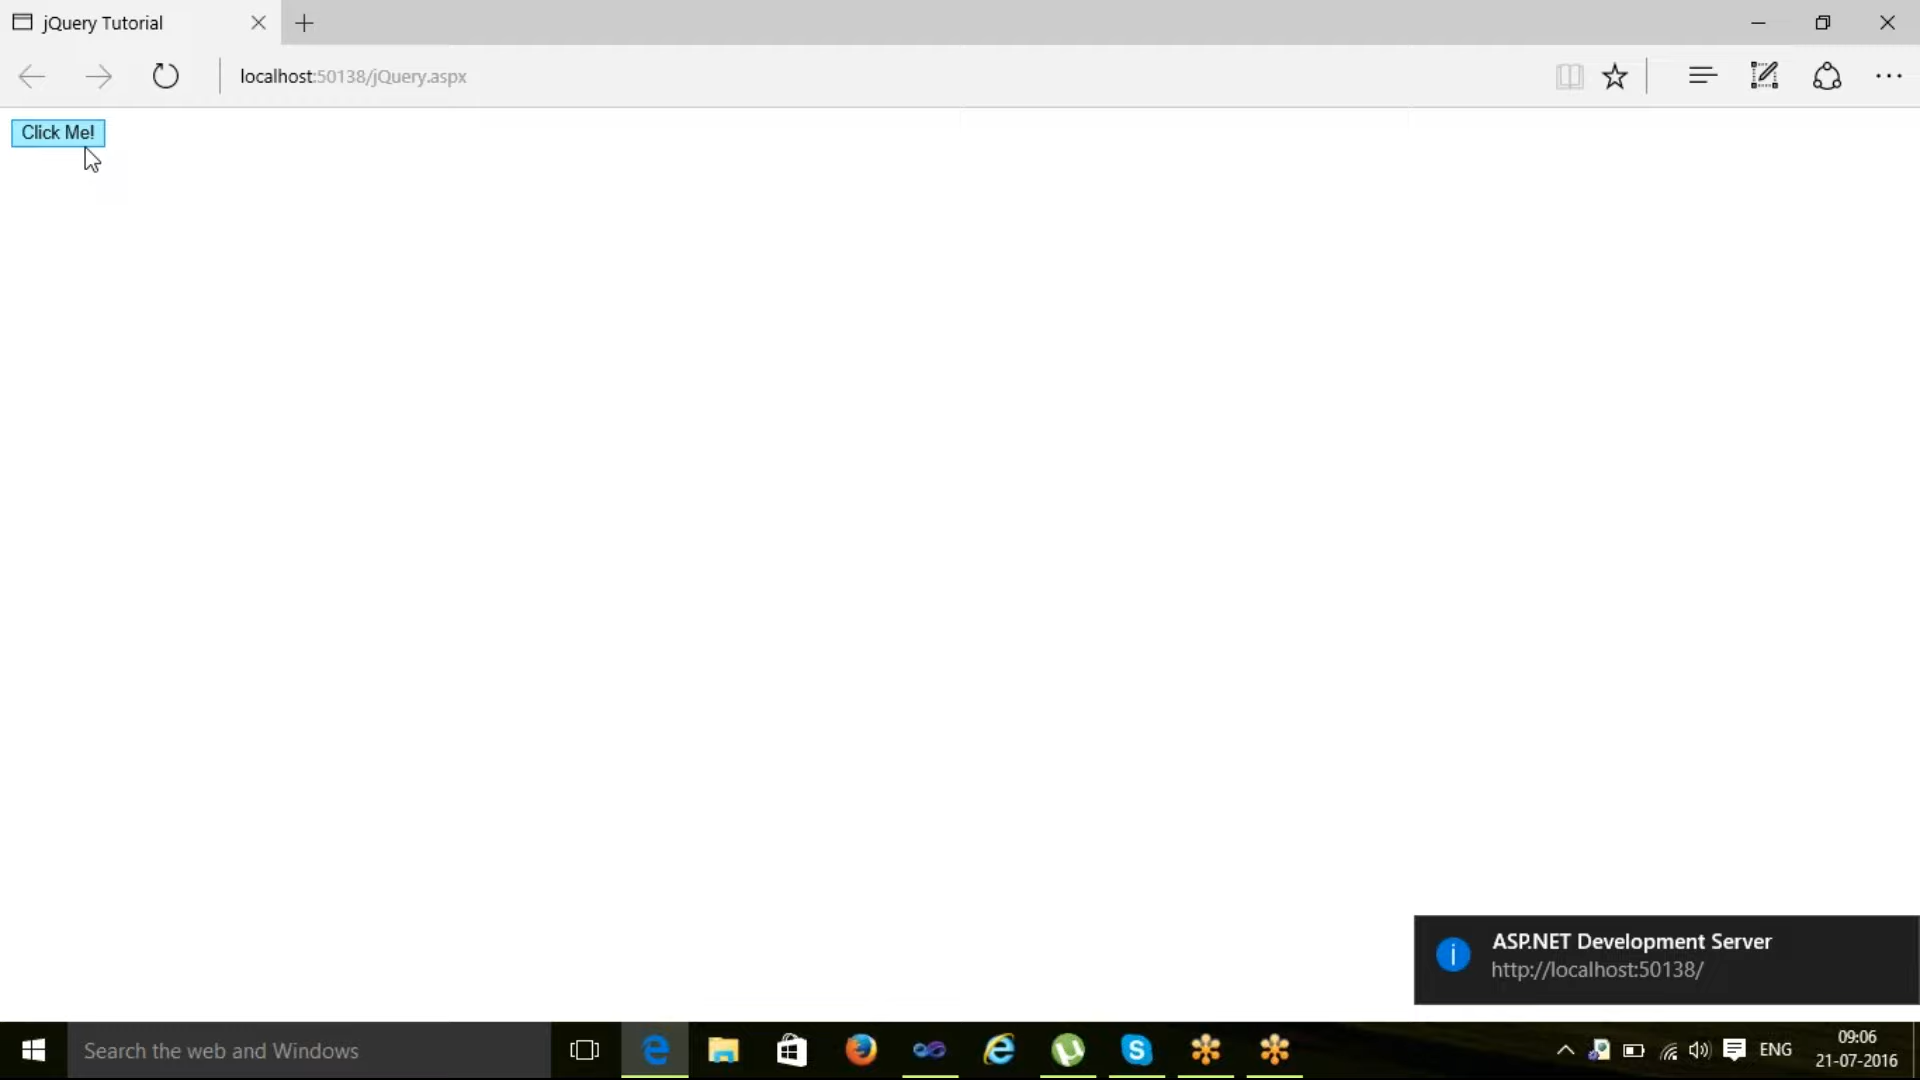 jQuery Tutorial
localhost:50138/jQuery.aspx
Click Me!
ASP.NET Development Server
http://localhost:50138/
Search the web and Windows
ENG
09:06
21-07-2016